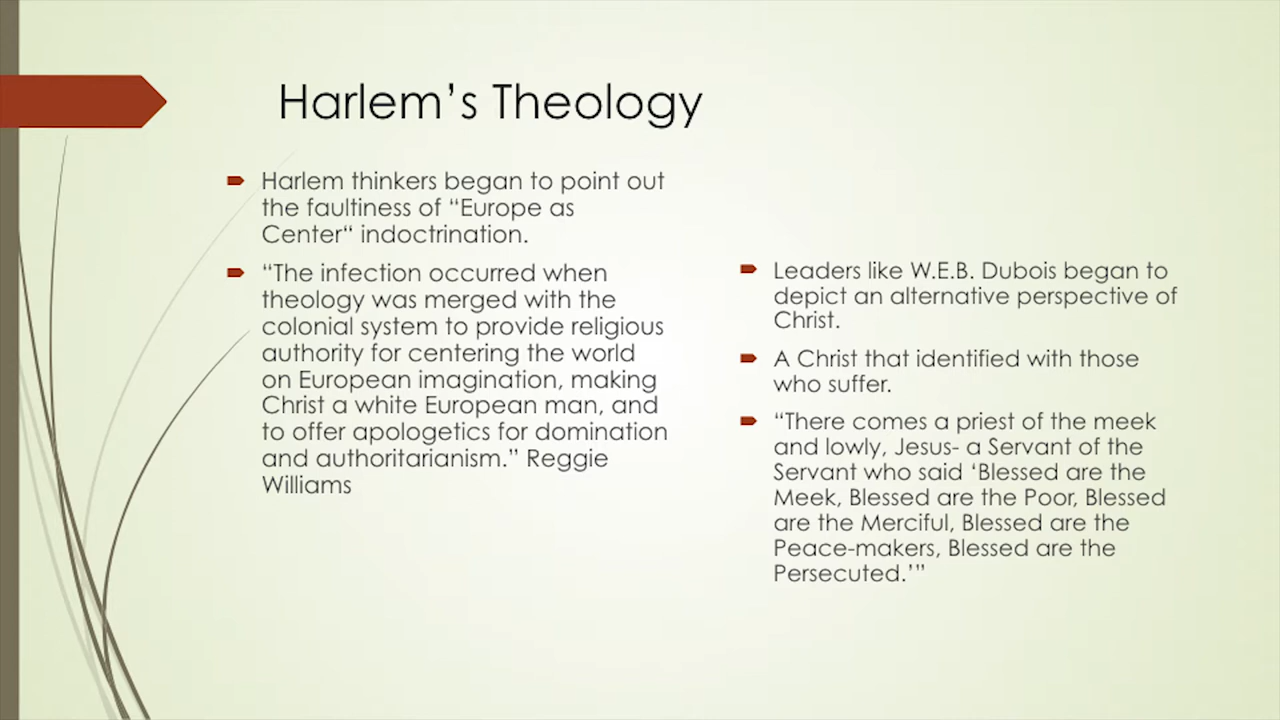 Harlem’s Theology
Harlem thinkers began to point out
the faultiness of “Europe as
Center“ indoctrination.
“The infection occurred when
theology was merged with the
colonial system to provide religious
authority for centering the world
on European imagination, making
Christ a white European man, and
to offer apologetics for domination
and authoritarianism.” Reggie
Williams
Leaders like W.E.B. Dubois began to
depict an alternative perspective of
Christ.
A Christ that identified with those
who suffer.
“There comes a priest of the meek
and lowly, Jesus- a Servant of the
Servant who said ‘Blessed are the
Meek, Blessed are the Poor, Blessed
are the Merciful, Blessed are the
Peace-makers, Blessed are the
Persecuted.’”